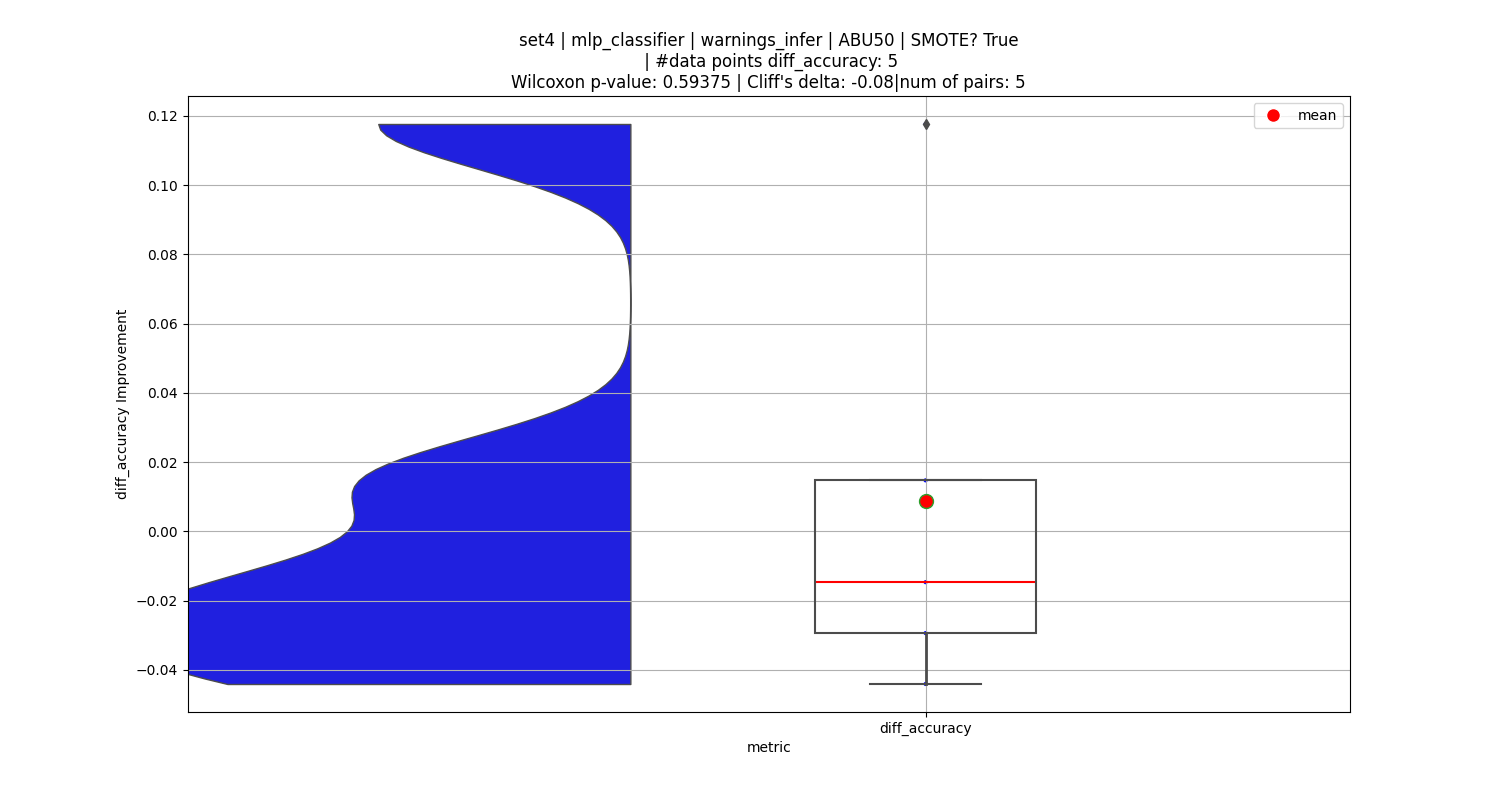 set4 | mlp_classifier | warnings_infer | ABU50 | SMOTE? True
| #data points diff_accuracy: 5
Wilcoxon p-value: 0.59375 | Cliff's delta: -0.08|num of pairs: 5
mean
0.12
0.10
0.08
0.06
0.04
0.02
0.00
−0.02
−0.04
diff_accuracy Improvement
diff_accuracy
metric